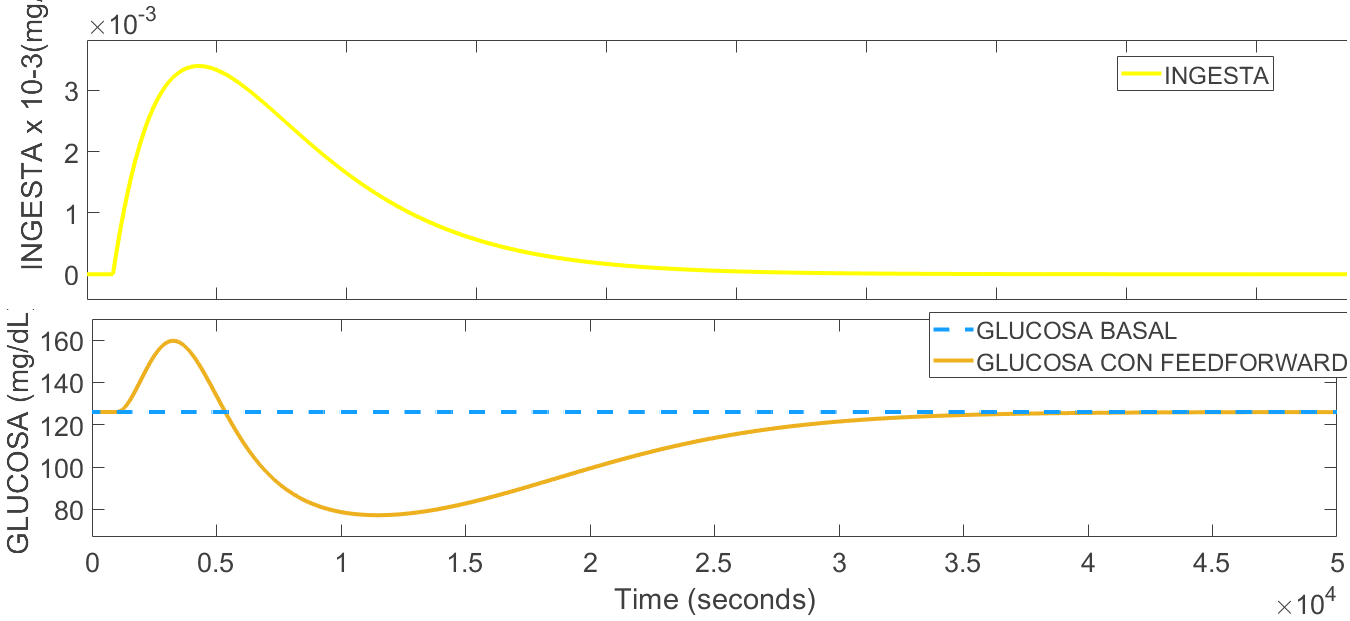 ×10-3
INGESTA x 10-3(mg/
3
2
1
0
INGESTA
GLUCOSA (mg/dL
160
140
120
100
80
GLUCOSA BASAL
GLUCOSA CON FEEDFORWARD
0 0.5 1 1.5 2 2.5 3 3.5 4 4.5 5
Time (seconds)
×104